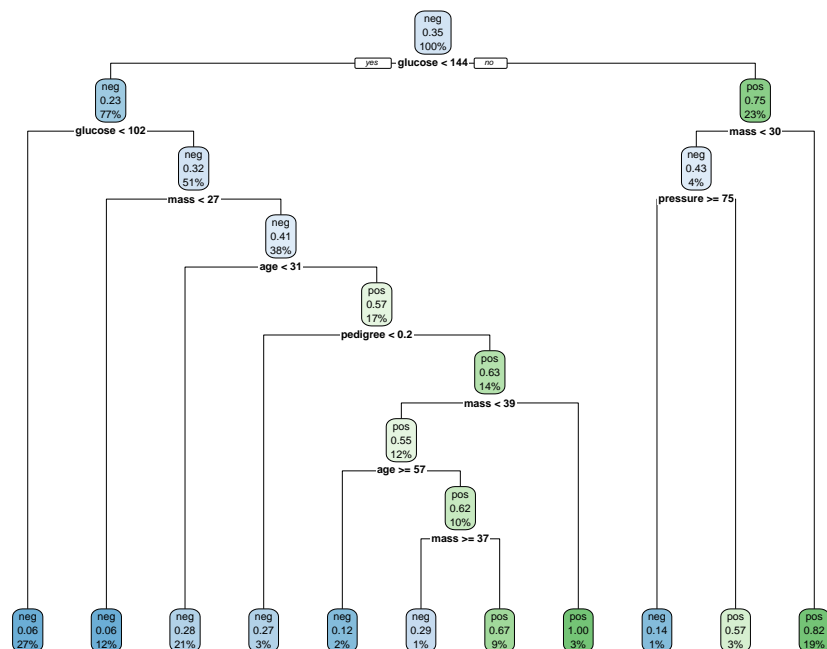 neg
0.35
100%
yes glucose < 144 no
neg
0.23
77%
pos
0.75
23%
glucose < 102
mass < 30
neg
0.32
51%
neg
0.43
4%
mass < 27
pressure >= 75
neg
0.41
38%
age < 31
pos
0.57
17%
pedigree < 0.2
pos
0.63
14%
mass < 39
pos
0.55
12%
age >= 57
pos
0.62
10%
mass >= 37
neg
0.06
27%
neg
0.06
12%
neg
0.28
21%
neg
0.27
3%
neg
0.12
2%
neg
0.29
1%
pos
0.67
9%
pos
1.00
3%
neg
0.14
1%
pos
0.57
3%
pos
0.82
19%